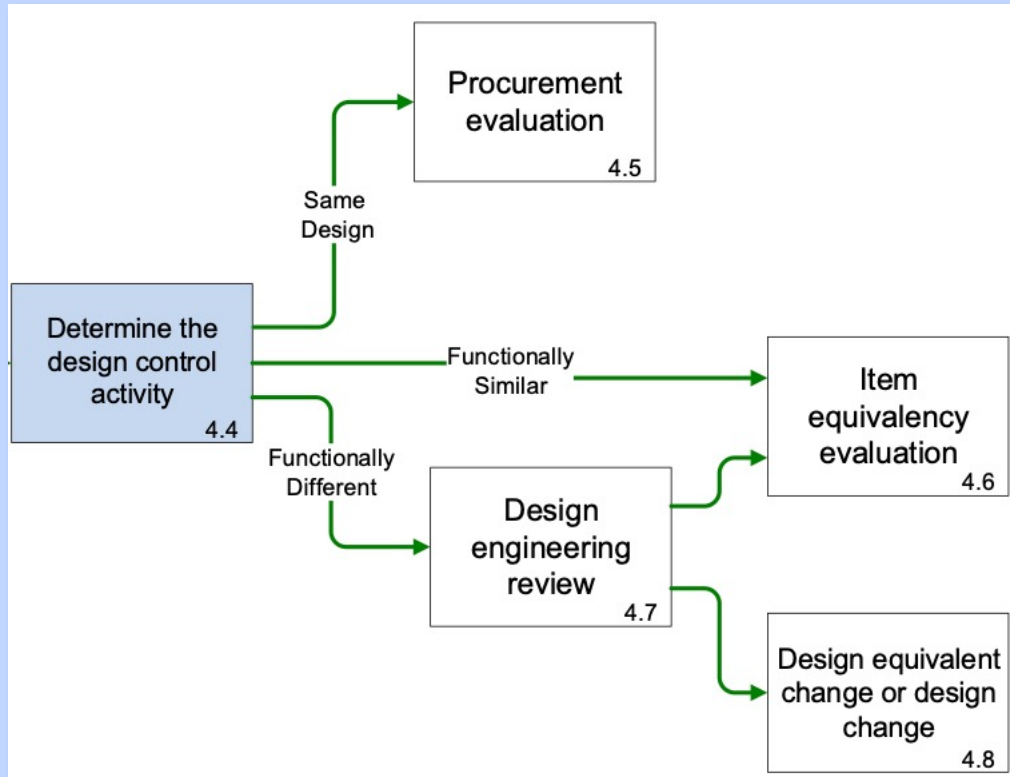 Procurement
evaluation
4.5
Same
Design
Determine the
design control
activity
4.4
Functionally
Similar
Item
equivalency
evaluation
4.6
Functionally
Different
Design
engineering
review
4.7
Design equivalent
change or design
change
4.8